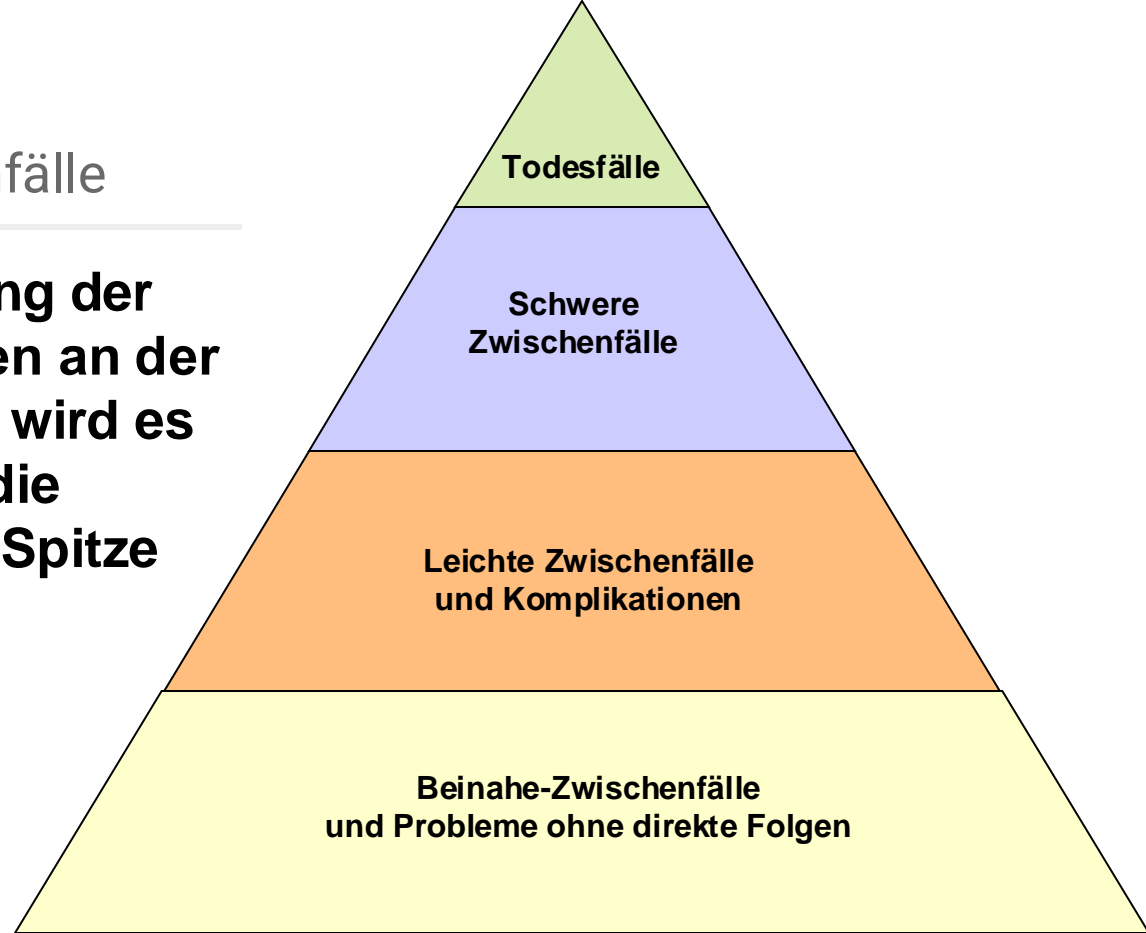 fälle
ng der
en an der
wird es
die
Spitze
Todesfälle
Schwere
Zwischenfälle
Leichte Zwischenfälle
und Komplikationen
Beinahe-Zwischenfälle
und Probleme ohne direkte Folgen